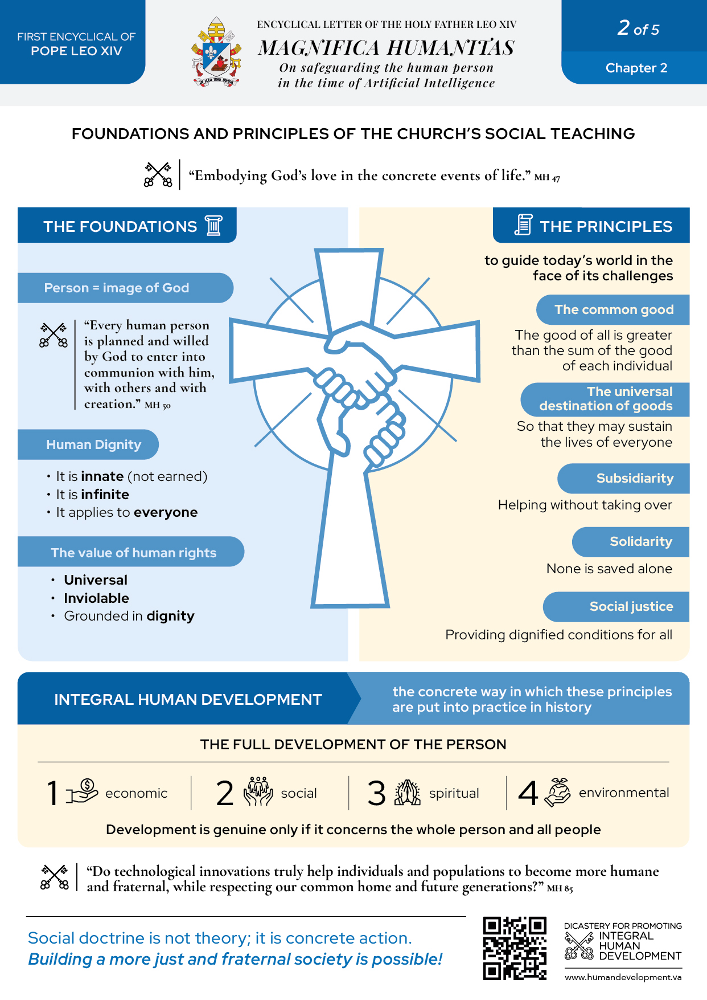 FIRST ENCYCLICAL OF
POPE LEO XIV
IN ILLO UNO UNUM
ENCYCLICAL LETTER OF THE HOLY FATHER LEO XIV
MAGNIFICA HUMANITAS
On safeguarding the human person
in the time of Artificial Intelligence
2 of 5
Chapter 2
FOUNDATIONS AND PRINCIPLES OF THE CHURCH’S SOCIAL TEACHING
“Embodying God’s love in the concrete events of life.” MH 47
THE FOUNDATIONS
Person = image of God
“Every human person
is planned and willed
by God to enter into
communion with him,
with others and with
creation.” MH 50
Human Dignity
• It is innate (not earned)
• It is infinite
• It applies to everyone
The value of human rights
• Universal
• Inviolable
• Grounded in dignity
THE PRINCIPLES
to guide today’s world in the
face of its challenges
The common good
The good of all is greater
than the sum of the good
of each individual
The universal
destination of goods
So that they may sustain
the lives of everyone
Subsidiarity
Helping without taking over
Solidarity
None is saved alone
Social justice
Providing dignified conditions for all
INTEGRAL HUMAN DEVELOPMENT
the concrete way in which these principles
are put into practice in history
THE FULL DEVELOPMENT OF THE PERSON
1 $ economic
2 social
3 spiritual
4 environmental
Development is genuine only if it concerns the whole person and all people
“Do technological innovations truly help individuals and populations to become more humane
and fraternal, while respecting our common home and future generations?” MH 85
Social doctrine is not theory; it is concrete action.
Building a more just and fraternal society is possible!
DICASTERY FOR PROMOTING
INTEGRAL
HUMAN
DEVELOPMENT
www.humandevelopment.va